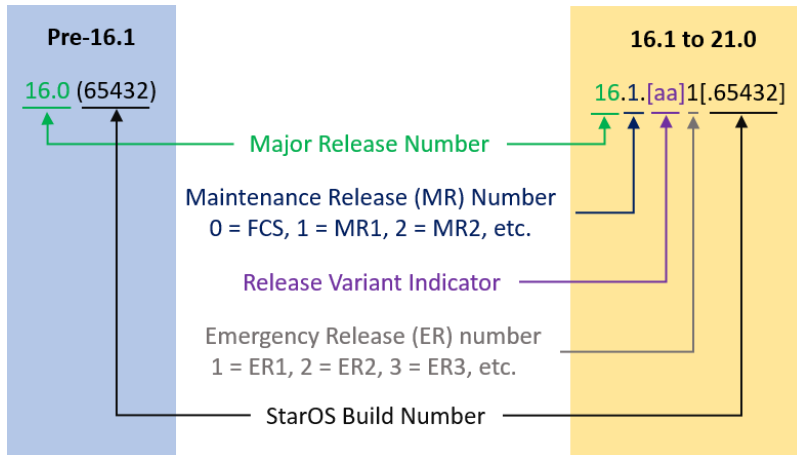 Pre-16.1
16.1 to 21.0
16.0 (65432)
16.1.[aa]1[.65432]
Major Release Number
Maintenance Release (MR) Number
0 = FCS, 1 = MR1, 2 = MR2, etc.
Release Variant Indicator
Emergency Release (ER) number
1 = ER1, 2 = ER2, 3 = ER3, etc.
StarOS Build Number